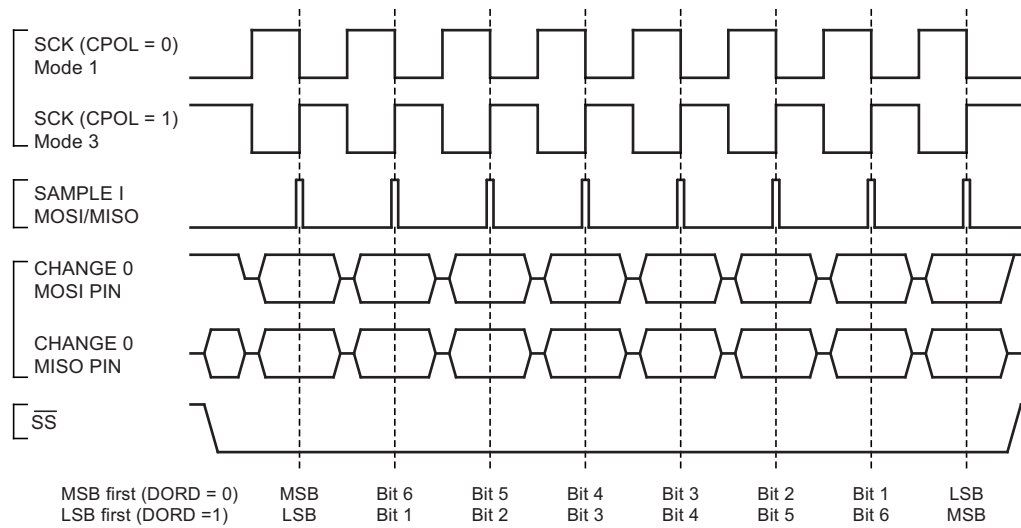 SCK (CPOL = 0)
Mode 1
SCK (CPOL = 1)
Mode 3
SAMPLE I
MOSI/MISO
CHANGE 0
MOSI PIN
CHANGE 0
MISO PIN
SS
MSB first (DORD = 0) MSB Bit 6 Bit 5 Bit 4 Bit 3 Bit 2 Bit 1 LSB
LSB first (DORD =1) LSB Bit 1 Bit 2 Bit 3 Bit 4 Bit 5 Bit 6 MSB